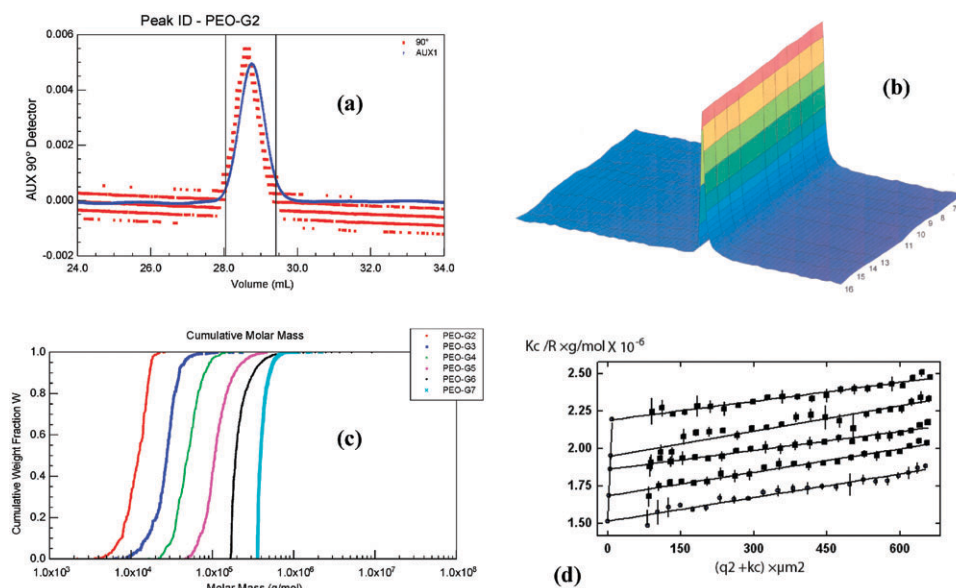 Peak ID - PEO-G2
0.006
0.004
0.002
0.000
-0.002
AUX 90° Detector
90°
AUX1
(a)
24.0 26.0 28.0 30.0 32.0 34.0
Volume (mL)
(b)
7
8
9
10
11
13
14
15
16
Cumulative Molar Mass
1.0
0.8
0.6
0.4
0.2
0.0
Cumulative Weight Fraction W
PEO-G2
PEO-G3
PEO-G4
PEO-G5
PEO-G6
PEO-G7
(c)
1.0x10³ 1.0x10⁴ 1.0x10⁵ 1.0x10⁶ 1.0x10⁷ 1.0x10⁸
Molar Mass (g/mol)
Kc /R ×g/mol X 10⁻⁶
2.50
2.25
2.00
1.75
1.50
0 150 300 450 600
(q2 +kc) ×µm2
(d)